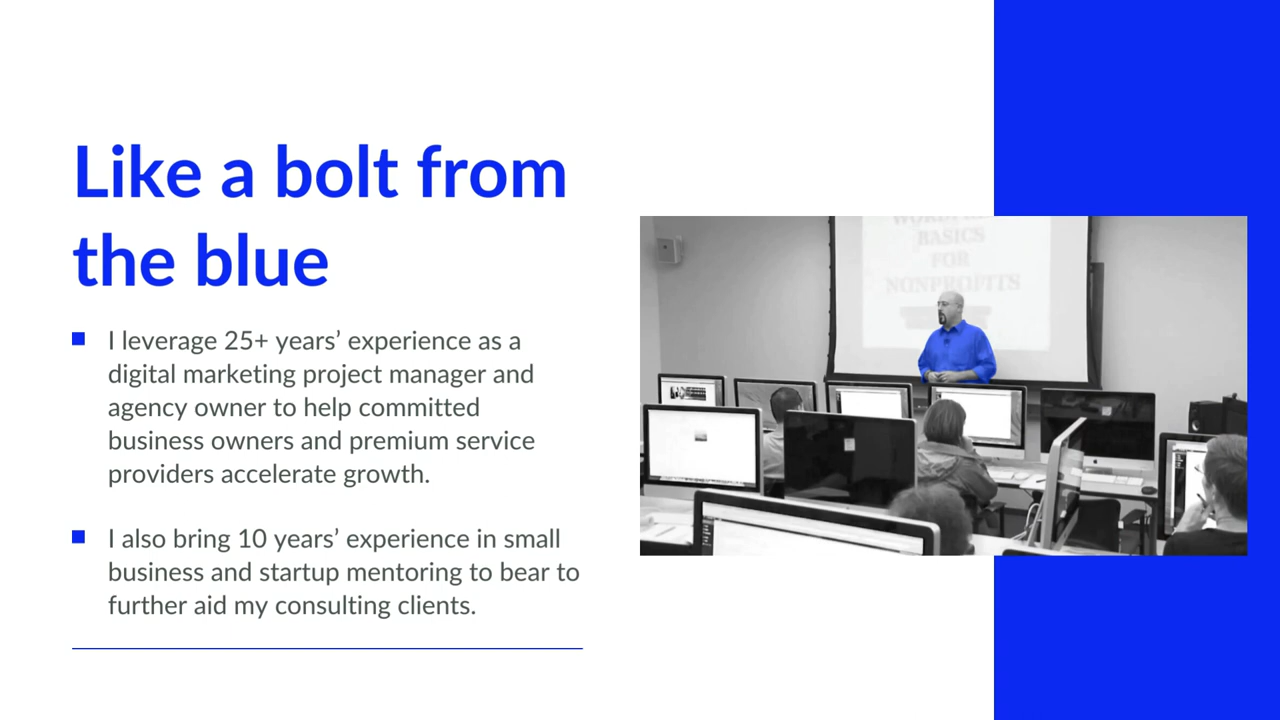 Like a bolt from
the blue
I leverage 25+ years’ experience as a
digital marketing project manager and
agency owner to help committed
business owners and premium service
providers accelerate growth.
I also bring 10 years’ experience in small
business and startup mentoring to bear to
further aid my consulting clients.
BASICS
FOR
NONPROFITS